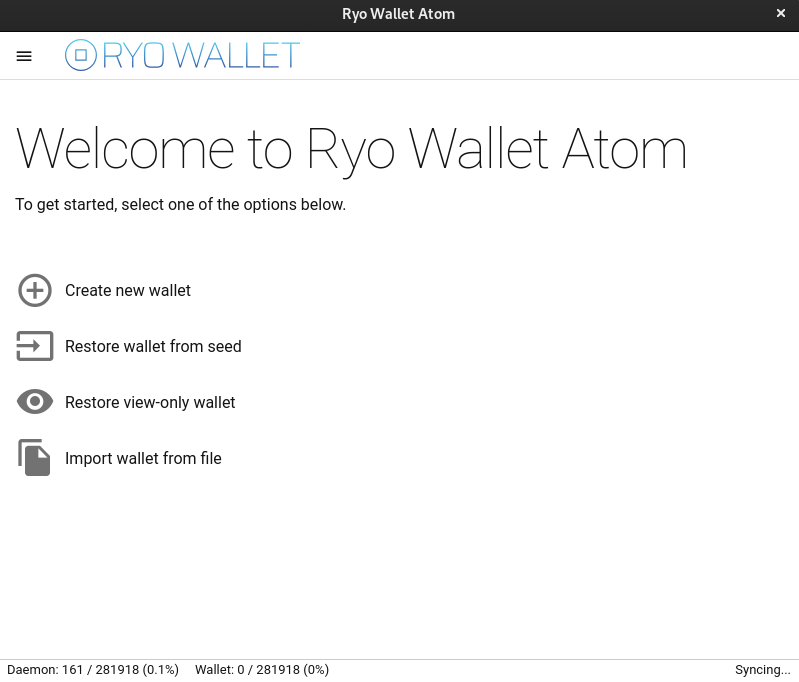 Ryo Wallet Atom
RYO WALLET
Welcome to Ryo Wallet Atom
To get started, select one of the options below.
Create new wallet
Restore wallet from seed
Restore view-only wallet
Import wallet from file
Daemon: 161 / 281918 (0.1%) Wallet: 0 / 281918 (0%) Syncing...